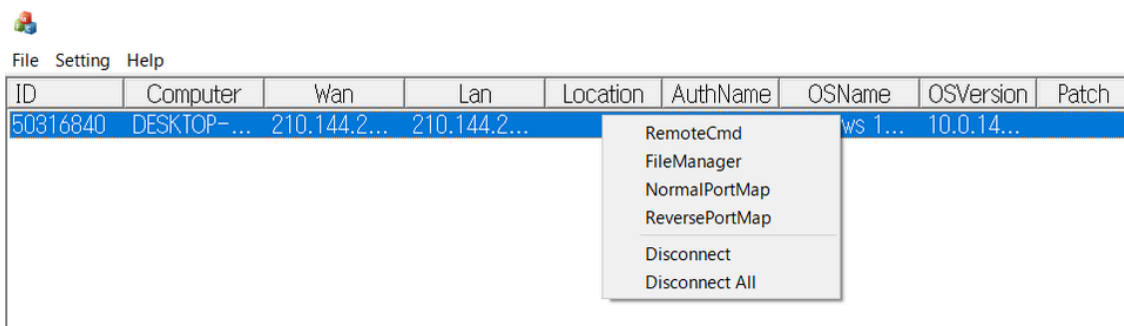 File Setting Help
ID Computer Wan Lan Location AuthName OSName OSVersion Patch
50316840 DESKTOP-... 210.144.2... 210.144.2... ws 1... 10.0.14...
RemoteCmd
FileManager
NormalPortMap
ReversePortMap
Disconnect
Disconnect All